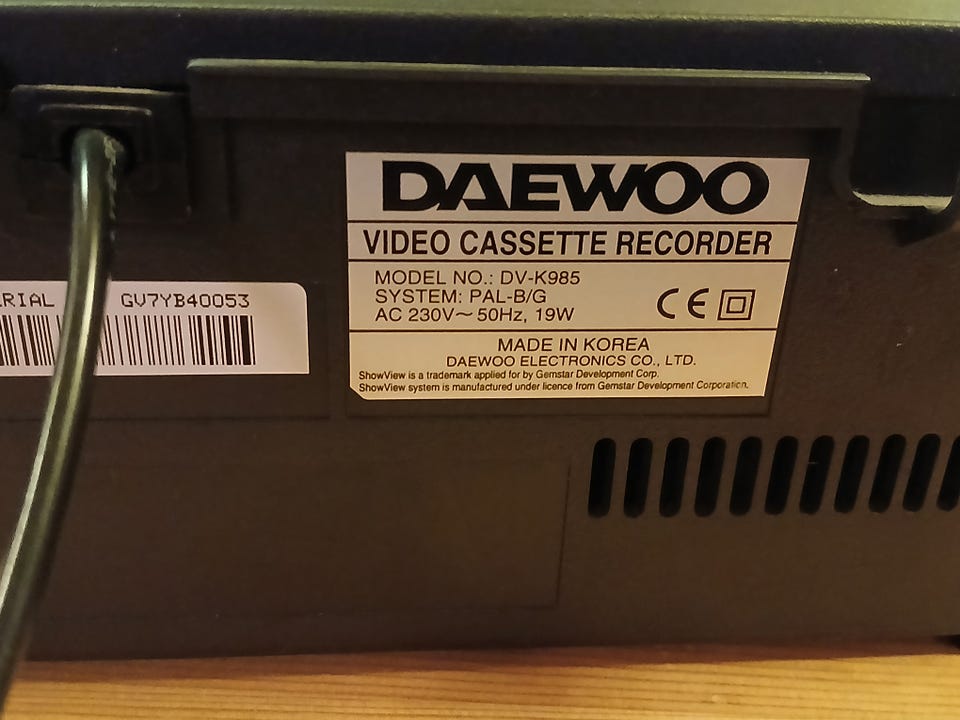 DAEWOO
VIDEO CASSETTE RECORDER
MODEL NO.: DV-K985
SYSTEM: PAL-B/G
AC 230V~ 50Hz, 19W
CE
MADE IN KOREA
DAEWOO ELECTRONICS CO., LTD.
ShowView is a trademark applied for by Gemstar Development Corp.
ShowView system is manufactured under licence from Gemstar Development Corporation.
ERIAL GV7YB40053